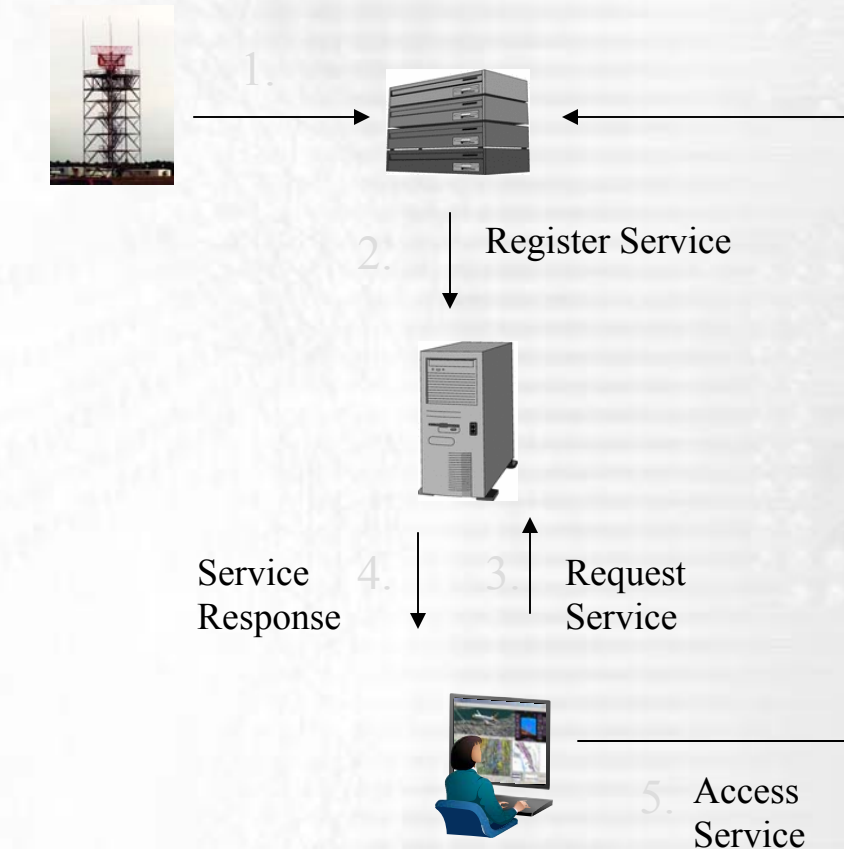 1.
2.
Register Service
Service
Response
4.
3.
Request
Service
5.
Access
Service